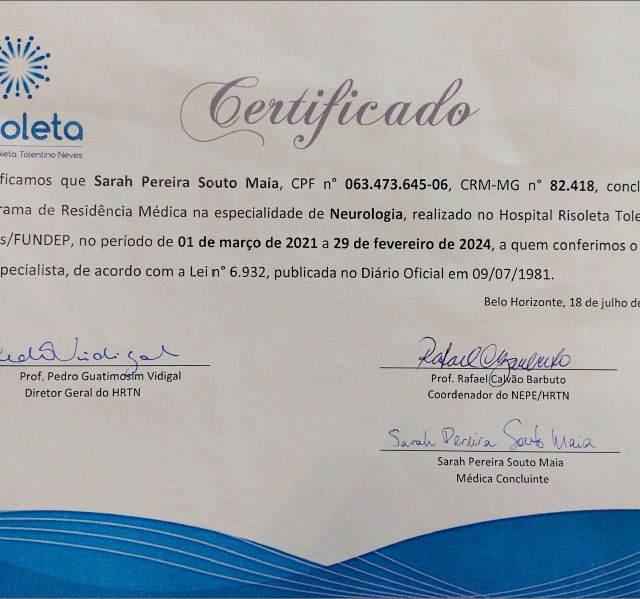 Certificado
oleta
leta Tolentino Neves
ficamos que Sarah Pereira Souto Maia, CPF n° 063.473.645-06, CRM-MG n° 82.418, concl
rama de Residência Médica na especialidade de Neurologia, realizado no Hospital Risoleta Tole
s/FUNDEP, no período de 01 de março de 2021 a 29 de fevereiro de 2024, a quem conferimos o
specialista, de acordo com a Lei n° 6.932, publicada no Diário Oficial em 09/07/1981.
Belo Horizonte, 18 de julho de
Prof. Pedro Guatimosim Vidigal
Diretor Geral do HRTN
Prof. Rafael Calvão Barbuto
Coordenador do NEPE/HRTN
Sarah Pereira Souto Maia
Sarah Pereira Souto Maia
Médica Concluinte